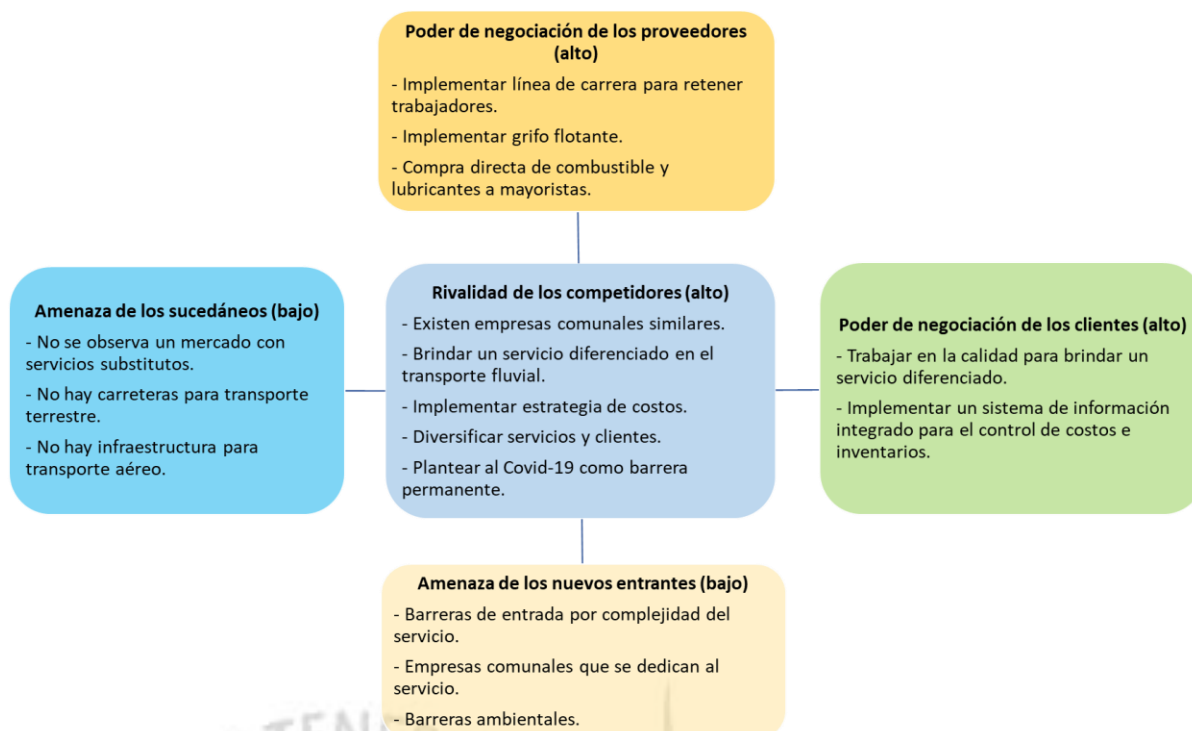 Poder de negociación de los proveedores
(alto)
- Implementar línea de carrera para retener
trabajadores.
- Implementar grifo flotante.
- Compra directa de combustible y
lubricantes a mayoristas.
Amenaza de los sucedáneos (bajo)
- No se observa un mercado con
servicios substitutos.
- No hay carreteras para transporte
terrestre.
- No hay infraestructura para
transporte aéreo.
Rivalidad de los competidores (alto)
- Existen empresas comunales similares.
- Brindar un servicio diferenciado en el
transporte fluvial.
- Implementar estrategia de costos.
- Diversificar servicios y clientes.
- Plantear al Covid-19 como barrera
permanente.
Poder de negociación de los clientes (alto)
- Trabajar en la calidad para brindar un
servicio diferenciado.
- Implementar un sistema de información
integrado para el control de costos e
inventarios.
Amenaza de los nuevos entrantes (bajo)
- Barreras de entrada por complejidad del
servicio.
- Empresas comunales que se dedican al
servicio.
- Barreras ambientales.